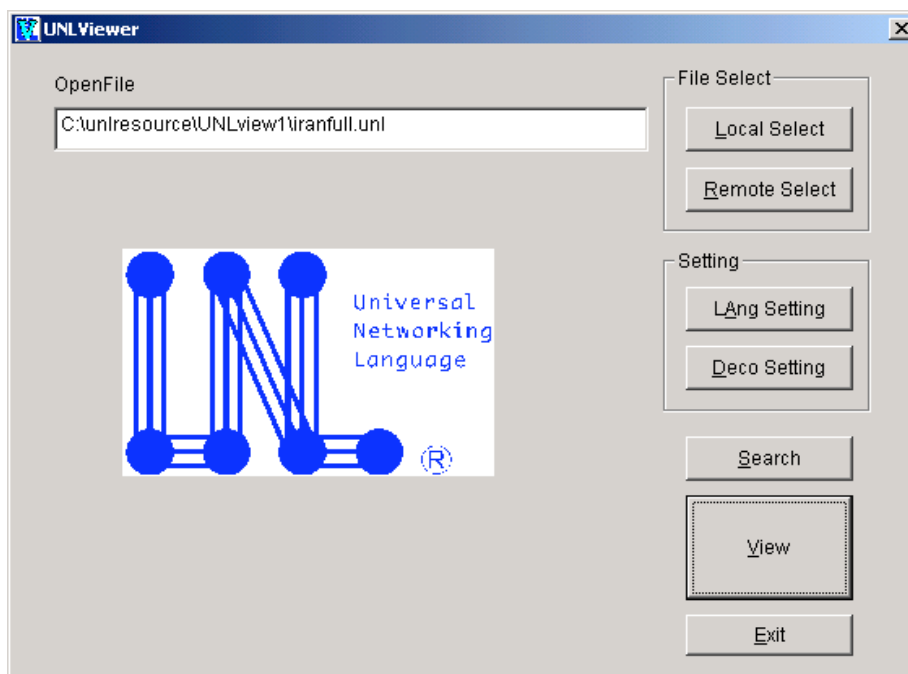 UNLViewer
OpenFile
C:\unlresource\UNLview1\iranfull.unl
File Select
Local Select
Remote Select
Universal
Networking
Language
®
Setting
LAng Setting
Deco Setting
Search
View
Exit